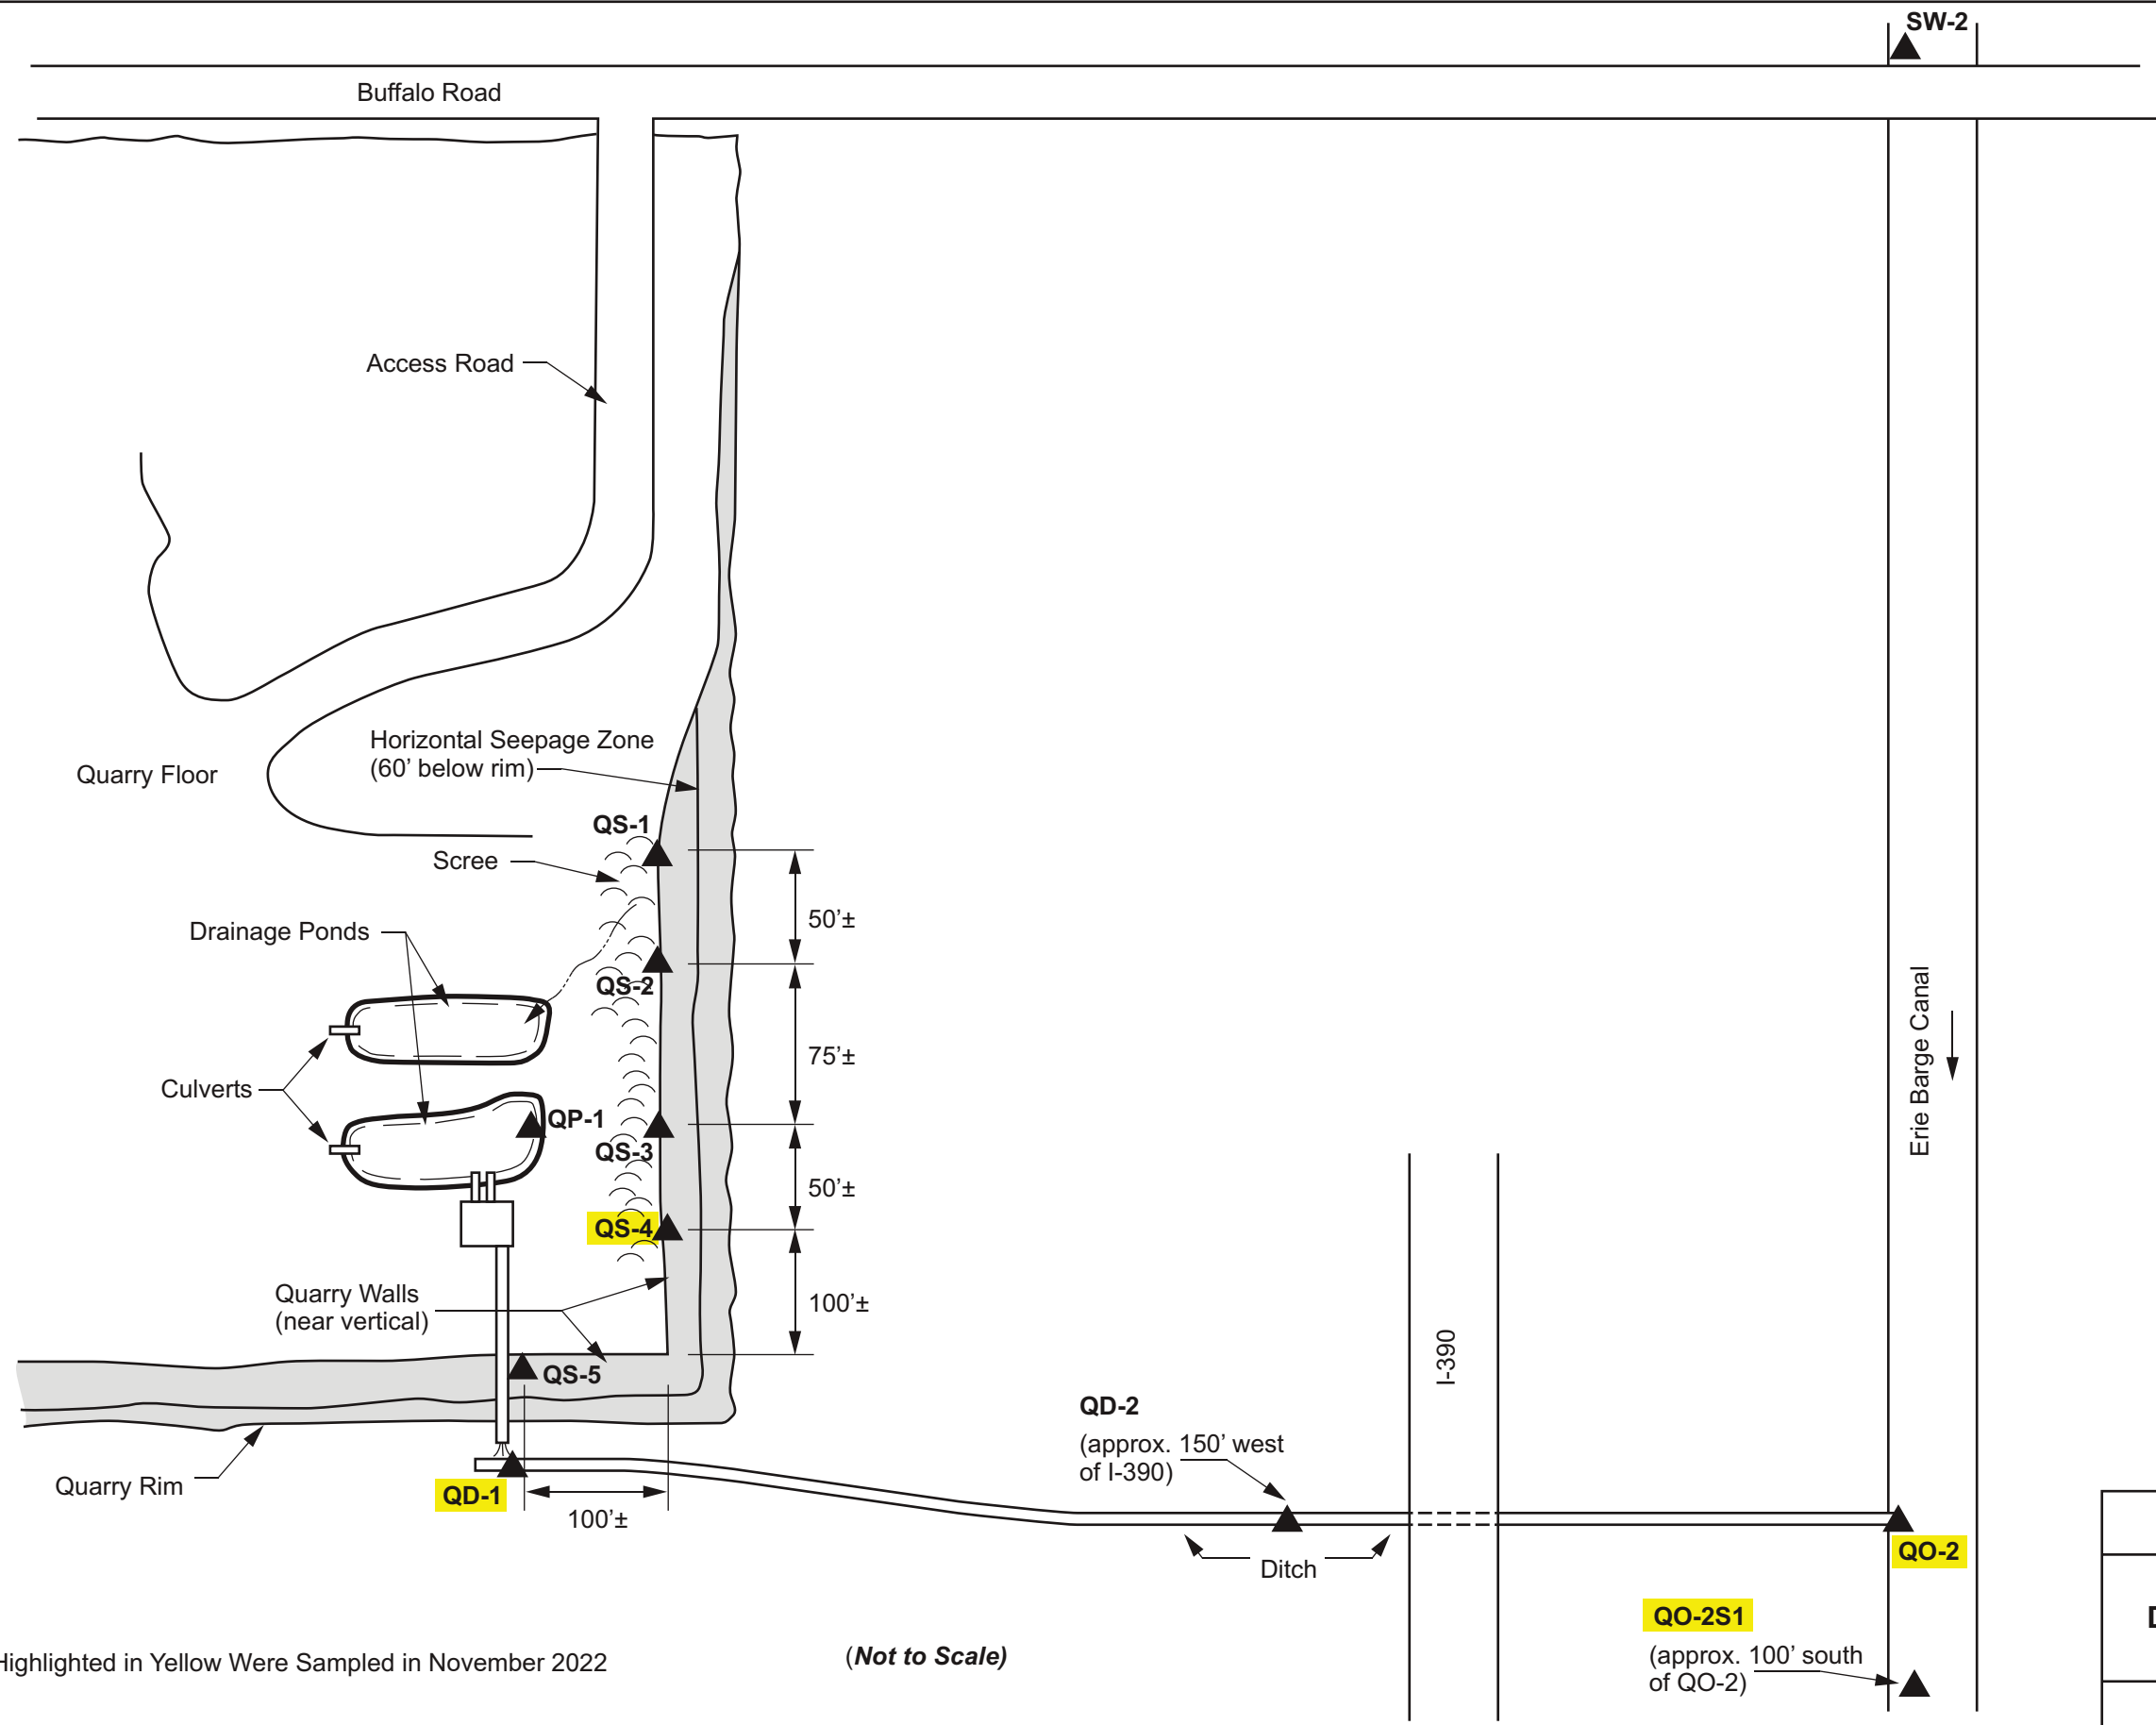 SW-2
Buffalo Road
Access Road
Horizontal Seepage Zone
(60’ below rim)
Quarry Floor
QS-1
Scree
50’±
Drainage Ponds
QS-2
75’±
Erie Barge Canal
Culverts
QP-1
QS-3
50’±
QS-4
Quarry Walls
(near vertical)
100’±
I-390
QS-5
QD-2
(approx. 150’ west
of I-390)
Quarry Rim
QD-1
100’±
Ditch
QO-2
QO-2S1
(approx. 100’ south
of QO-2)
Highlighted in Yellow Were Sampled in November 2022
(Not to Scale)